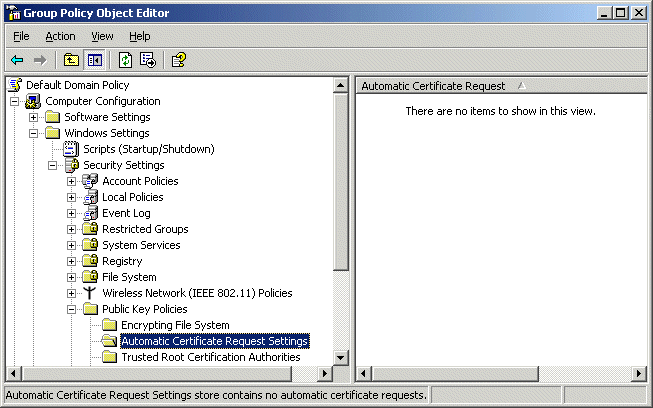 Group Policy Object Editor
File Action View Help
Default Domain Policy
Computer Configuration
Software Settings
Windows Settings
Scripts (Startup/Shutdown)
Security Settings
Account Policies
Local Policies
Event Log
Restricted Groups
System Services
Registry
File System
Wireless Network (IEEE 802.11) Policies
Public Key Policies
Encrypting File System
Automatic Certificate Request Settings
Trusted Root Certification Authorities
Automatic Certificate Request
There are no items to show in this view.
Automatic Certificate Request Settings store contains no automatic certificate requests.